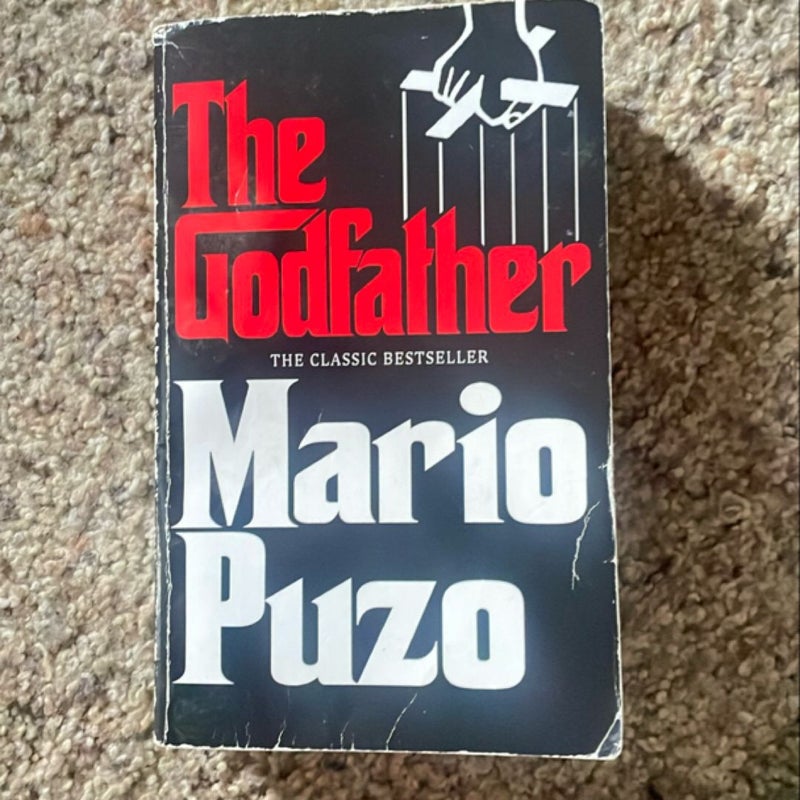 The
Godfather
THE CLASSIC BESTSELLER
Mario
Puzo